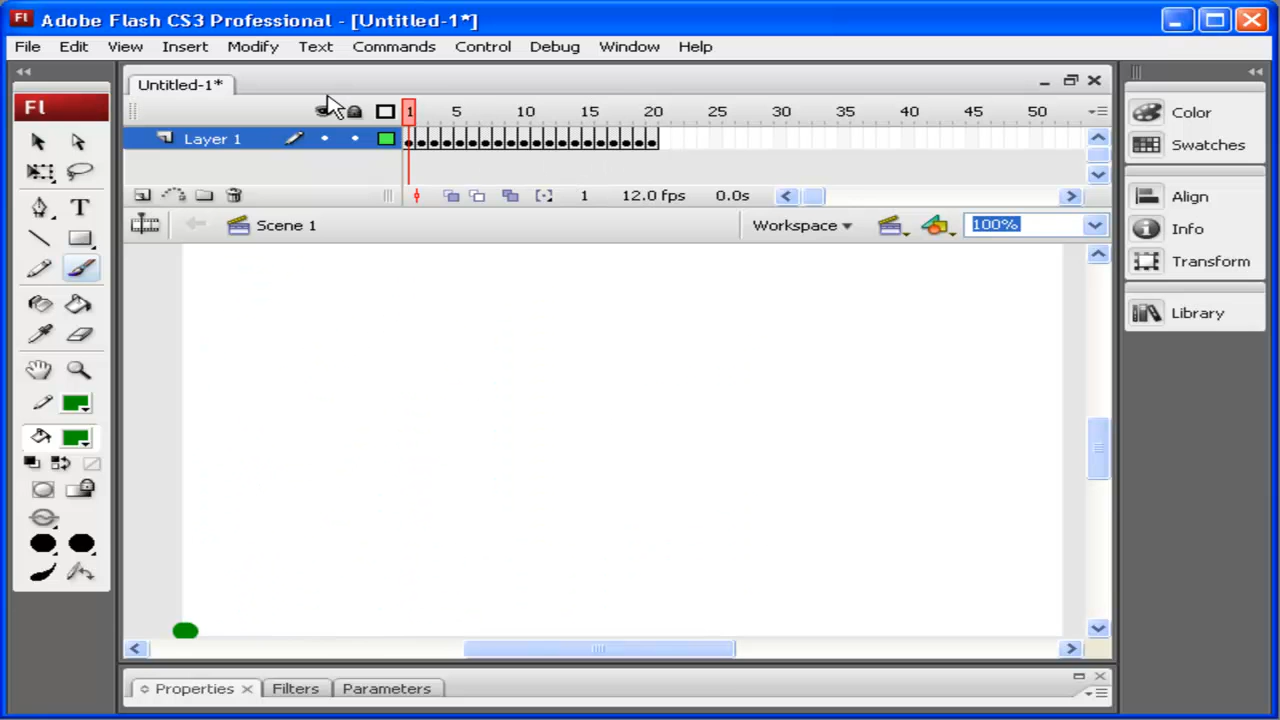 Fl Adobe Flash CS3 Professional - [Untitled-1*]
File Edit View Insert Modify Text Commands Control Debug Window Help
Untitled-1*
Fl
1 5 10 15 20 25 30 35 40 45 50
Layer 1
1 12.0 fps 0.0s
Scene 1
Workspace
100%
T
Color
Swatches
Align
Info
Transform
Library
Properties
Filters
Parameters